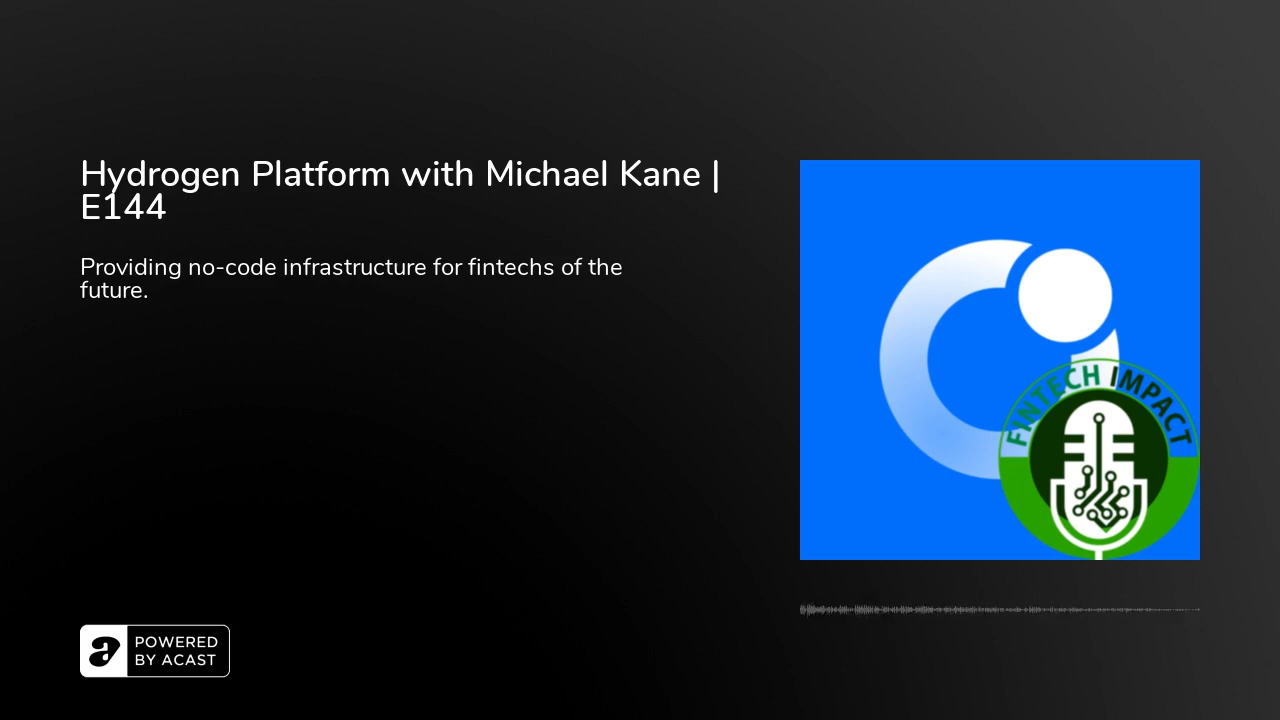 Hydrogen Platform with Michael Kane |
E144
Providing no-code infrastructure for fintechs of the
future.
FINTECH IMPACT
POWERED
BY ACAST